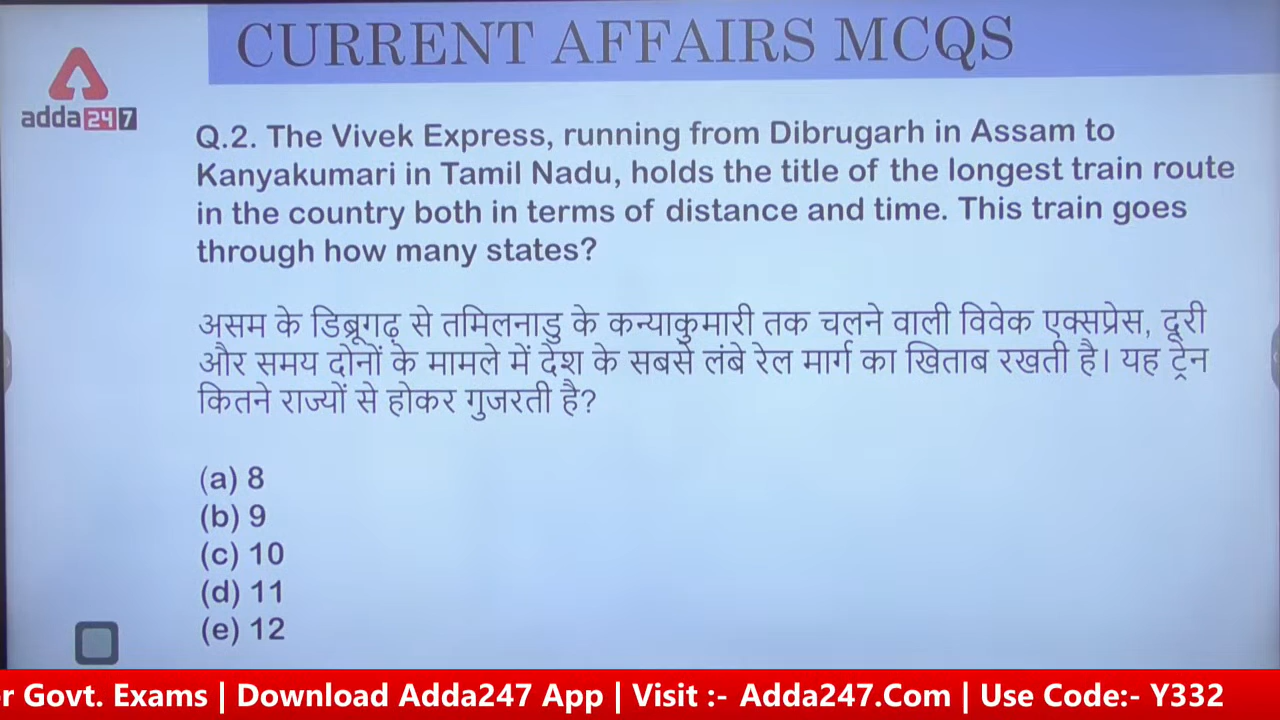 CURRENT AFFAIRS MCQS
adda247
Q.2. The Vivek Express, running from Dibrugarh in Assam to
Kanyakumari in Tamil Nadu, holds the title of the longest train route
in the country both in terms of distance and time. This train goes
through how many states?
असम के डिब्रूगढ़ से तमिलनाडु के कन्याकुमारी तक चलने वाली विवेक एक्सप्रेस, दूरी
और समय दोनों के मामले में देश के सबसे लंबे रेल मार्ग का खिताब रखती है। यह ट्रेन
कितने राज्यों से होकर गुजरती है?
(a) 8
(b) 9
(c) 10
(d) 11
(e) 12
r Govt. Exams | Download Adda247 App | Visit :- Adda247.Com | Use Code:- Y332